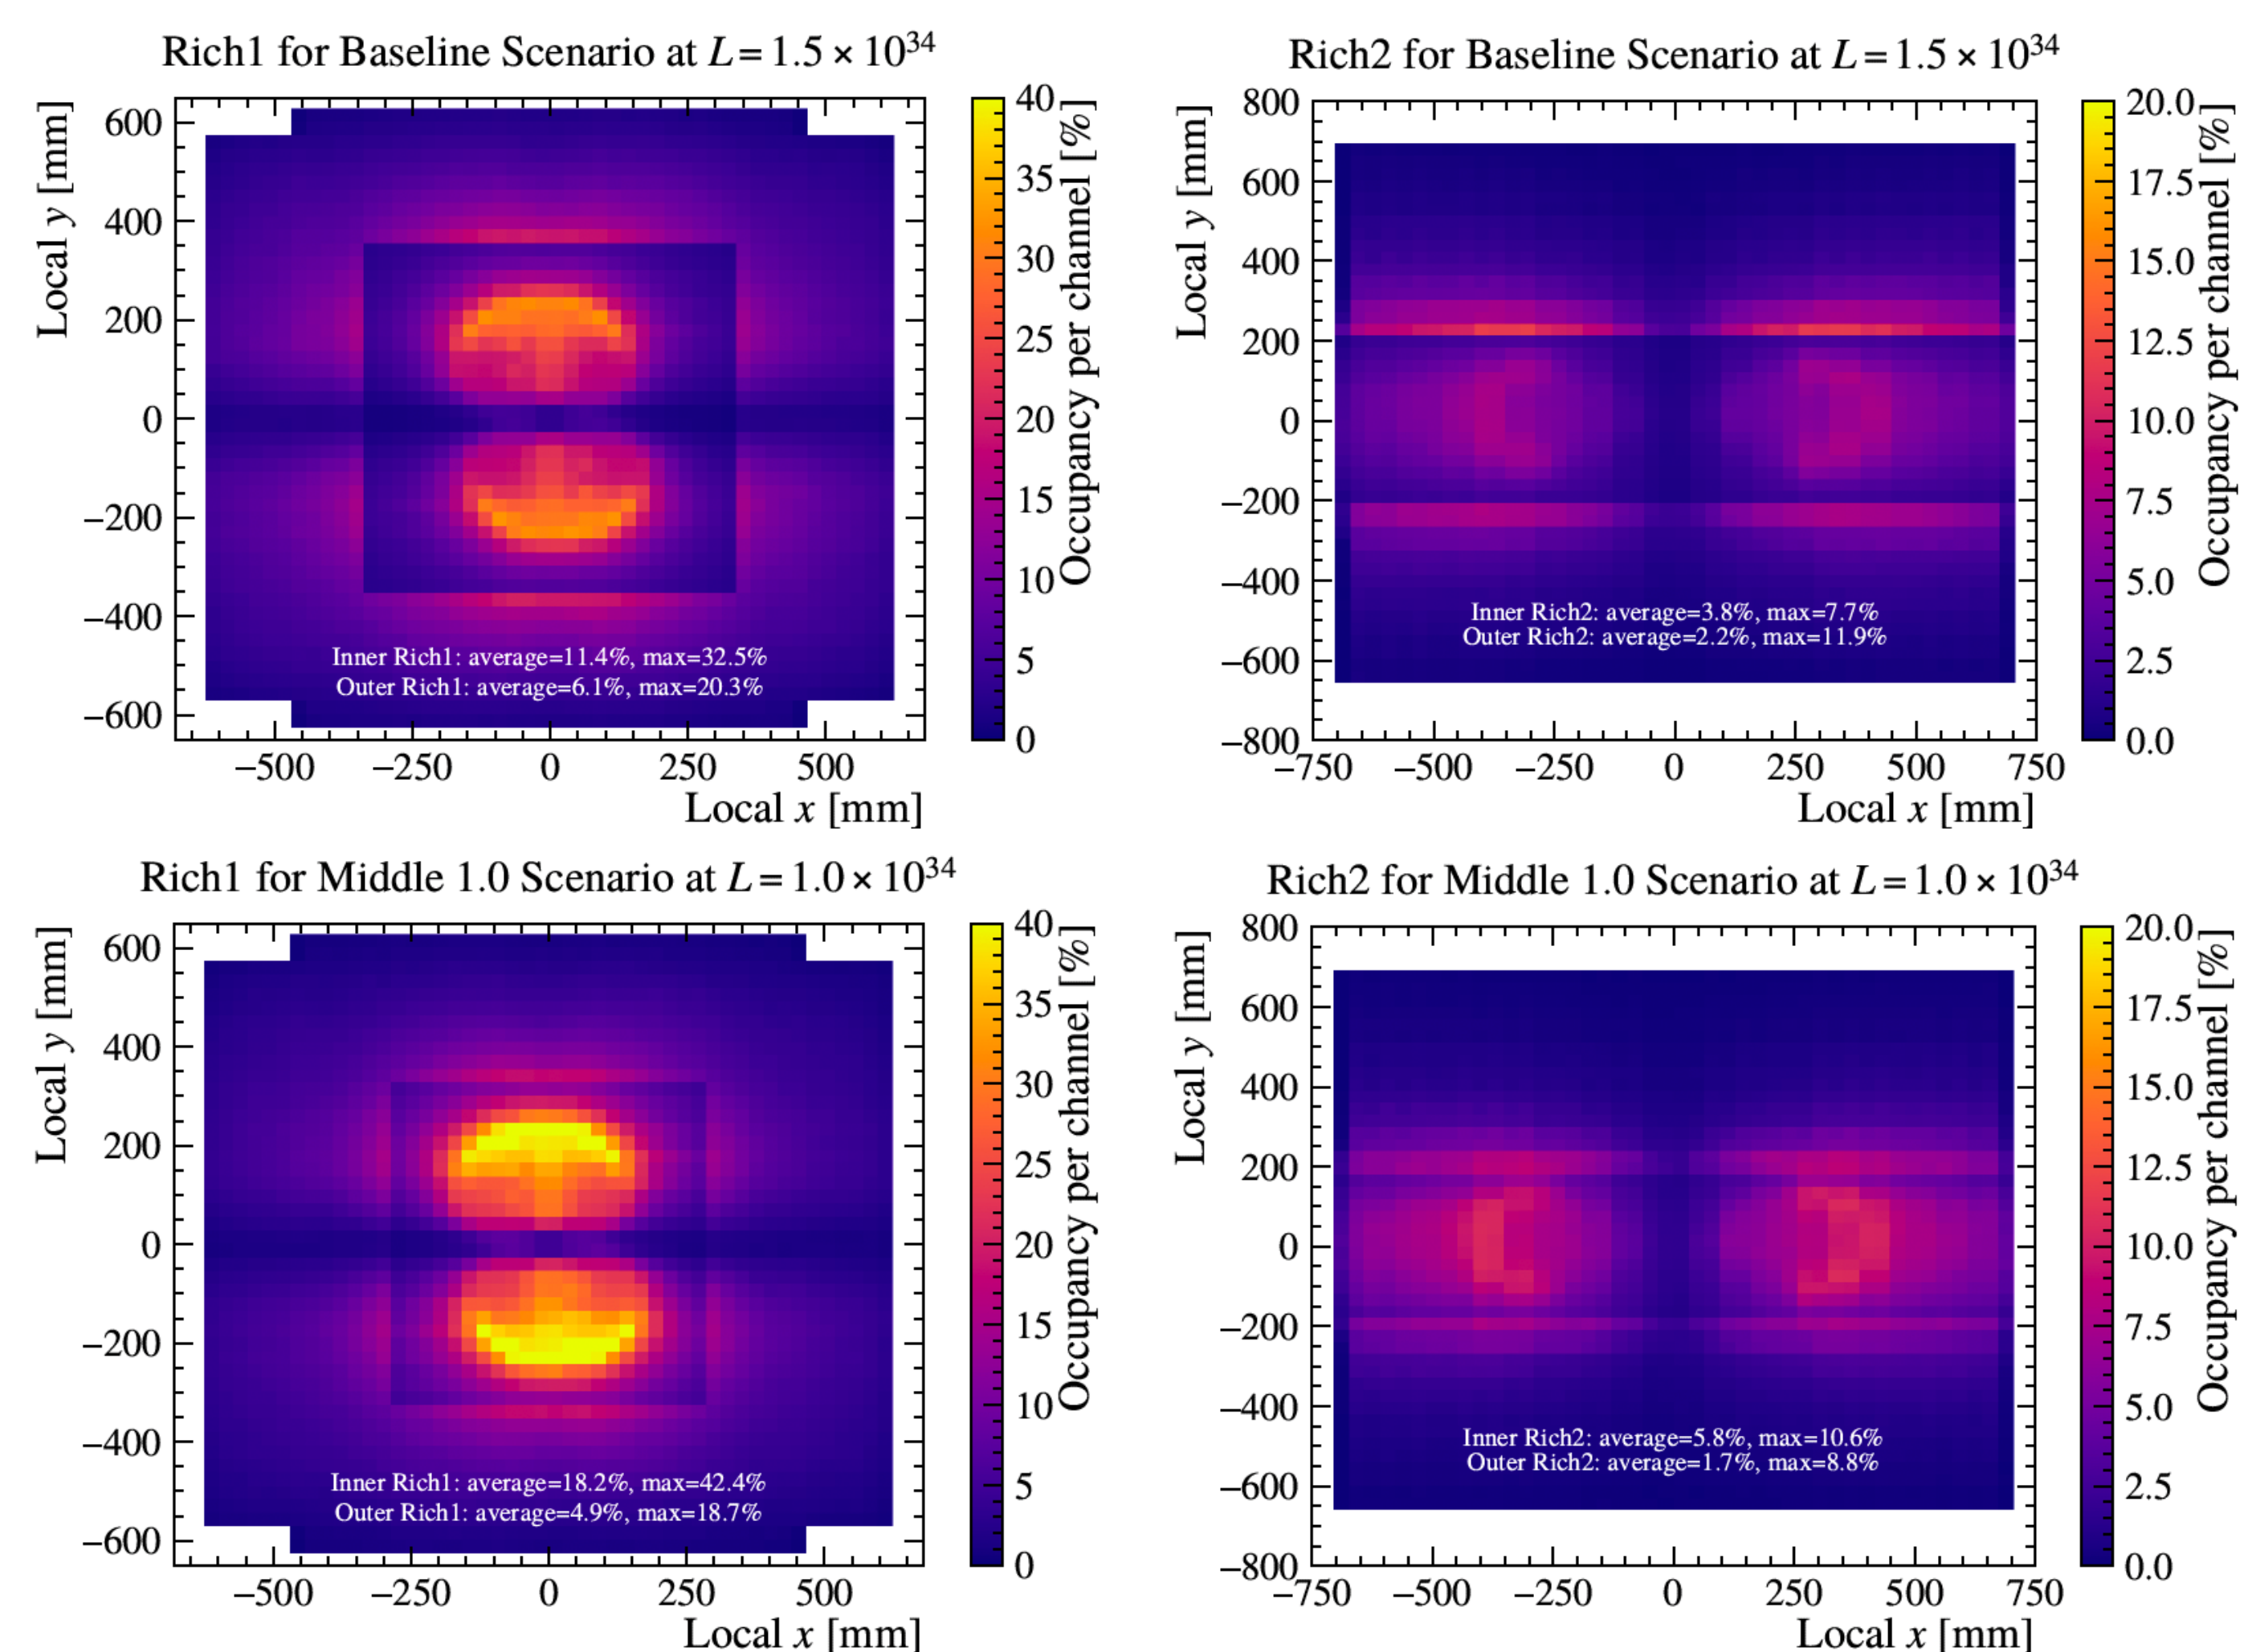 Rich1 for Baseline Scenario at L = 1.5 × 10³⁴
Local y [mm]
600
400
200
0
−200
−400
−600
Inner Rich1: average=11.4%, max=32.5%
Outer Rich1: average=6.1%, max=20.3%
−500 −250 0 250 500
Local x [mm]
40
35
30
25
20
15
10
5
0
Occupancy per channel [%]
Rich2 for Baseline Scenario at L = 1.5 × 10³⁴
Local y [mm]
800
600
400
200
0
−200
−400
−600
−800
Inner Rich2: average=3.8%, max=7.7%
Outer Rich2: average=2.2%, max=11.9%
−750 −500 −250 0 250 500 750
Local x [mm]
20.0
17.5
15.0
12.5
10.0
7.5
5.0
2.5
0.0
Occupancy per channel [%]
Rich1 for Middle 1.0 Scenario at L = 1.0 × 10³⁴
Local y [mm]
600
400
200
0
−200
−400
−600
Inner Rich1: average=18.2%, max=42.4%
Outer Rich1: average=4.9%, max=18.7%
−500 −250 0 250 500
Local x [mm]
40
35
30
25
20
15
10
5
0
Occupancy per channel [%]
Rich2 for Middle 1.0 Scenario at L = 1.0 × 10³⁴
Local y [mm]
800
600
400
200
0
−200
−400
−600
−800
Inner Rich2: average=5.8%, max=10.6%
Outer Rich2: average=1.7%, max=8.8%
−750 −500 −250 0 250 500 750
Local x [mm]
20.0
17.5
15.0
12.5
10.0
7.5
5.0
2.5
0.0
Occupancy per channel [%]